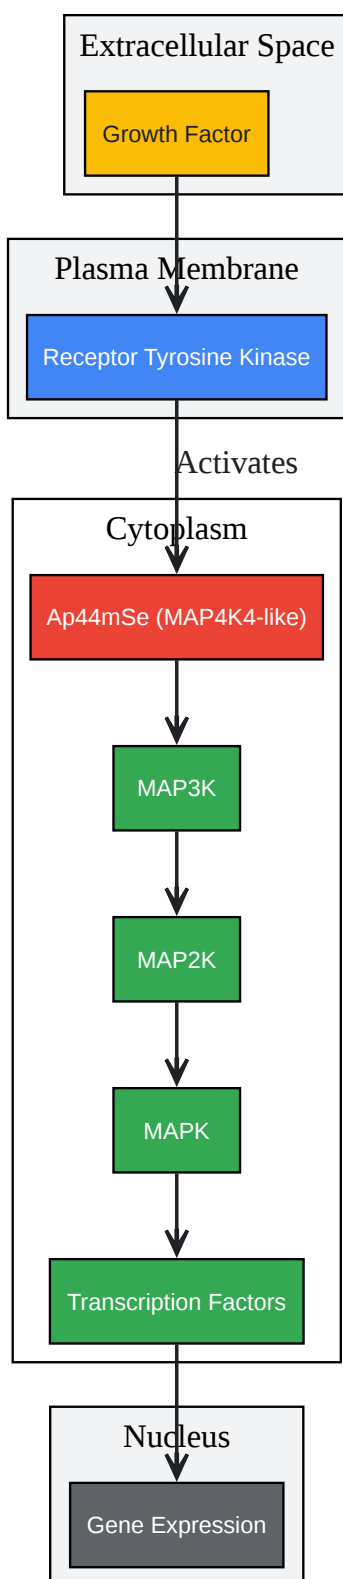 Extracellular Space
Growth Factor
Plasma Membrane
Receptor Tyrosine Kinase
Activates
Cytoplasm
Ap44mSe (MAP4K4-like)
MAP3K
MAP2K
MAPK
Transcription Factors
Nucleus
Gene Expression